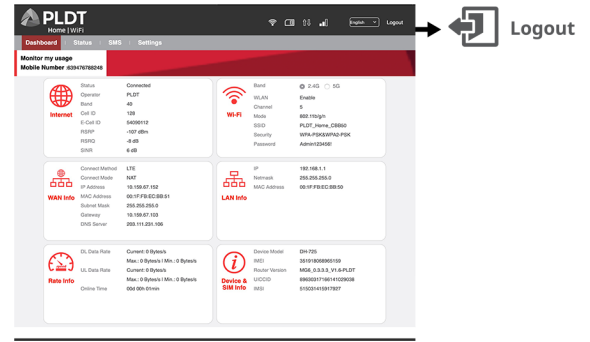 PLDT
Home | WiFi
English
Logout
Logout
Dashboard
Status
SMS
Settings
Monitor my usage
Mobile Number :639476788248
Internet
Status Connected
Operator PLDT
Band 40
Cell ID 128
E-Cell ID 54090112
RSRP -107 dBm
RSRQ -8 dB
SINR 6 dB
Wi-Fi
Band 2.4G 5G
WLAN Enable
Channel 5
Mode 802.11b/g/n
SSID PLDT_Home_CBB50
Security WPA-PSK&WPA2-PSK
Password Admin123456!
WAN Info
Connect Method LTE
Connect Mode NAT
IP Address 10.159.67.152
MAC Address 00:1F:FB:EC:BB:51
Subnet Mask 255.255.255.0
Gateway 10.159.67.103
DNS Server 203.111.231.106
LAN Info
IP 192.168.1.1
Netmask 255.255.255.0
MAC Address 00:1F:FB:EC:BB:50
Rate Info
DL Data Rate Current: 0 Bytes/s
Max.: 0 Bytes/s I Min.: 0 Bytes/s
UL Data Rate Current: 0 Bytes/s
Max.: 0 Bytes/s I Min.: 0 Bytes/s
Online Time 00d 00h 01min
Device &
SIM Info
Device Model DH-725
IMEI 351918068965159
Router Version MG6_0.3.3.3_V1.6-PLDT
UICCID 89630317186141029038
IMSI 515031415917937